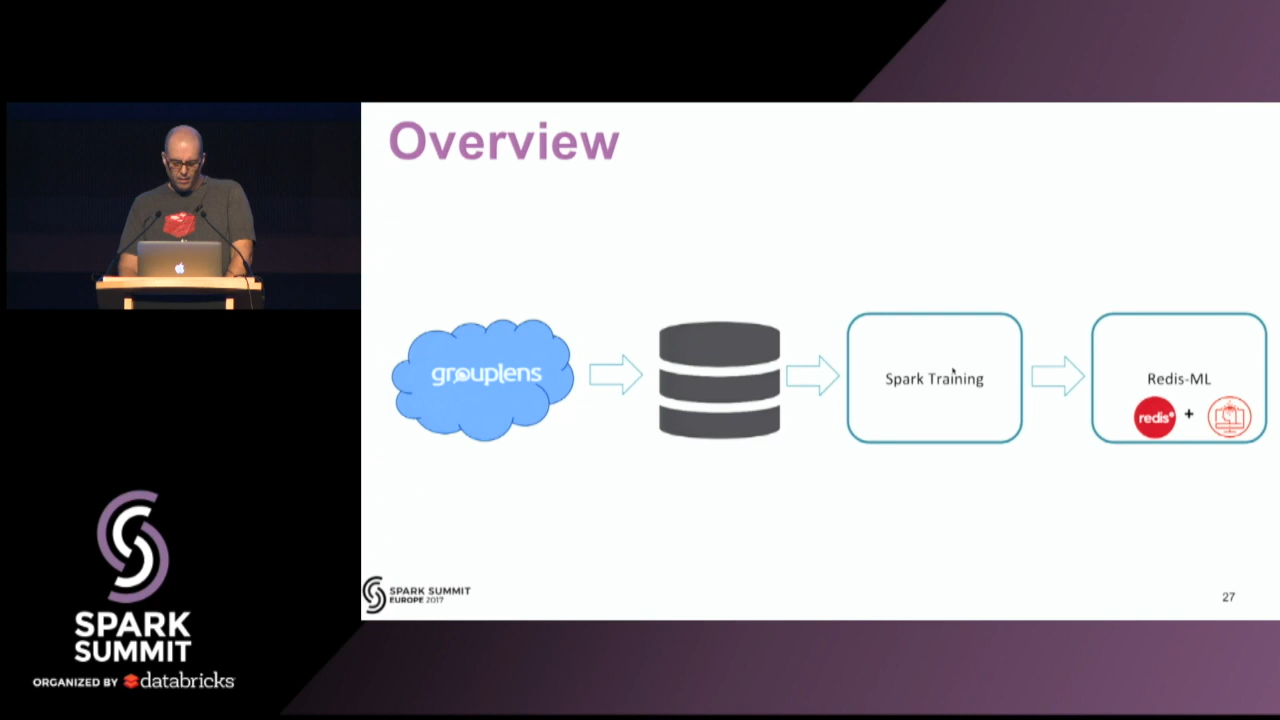 Overview
grouplens
Spark Training
Redis-ML
redis
+
SPARK SUMMIT
EUROPE 2017
27
SPARK
SUMMIT
ORGANIZED BY databricks